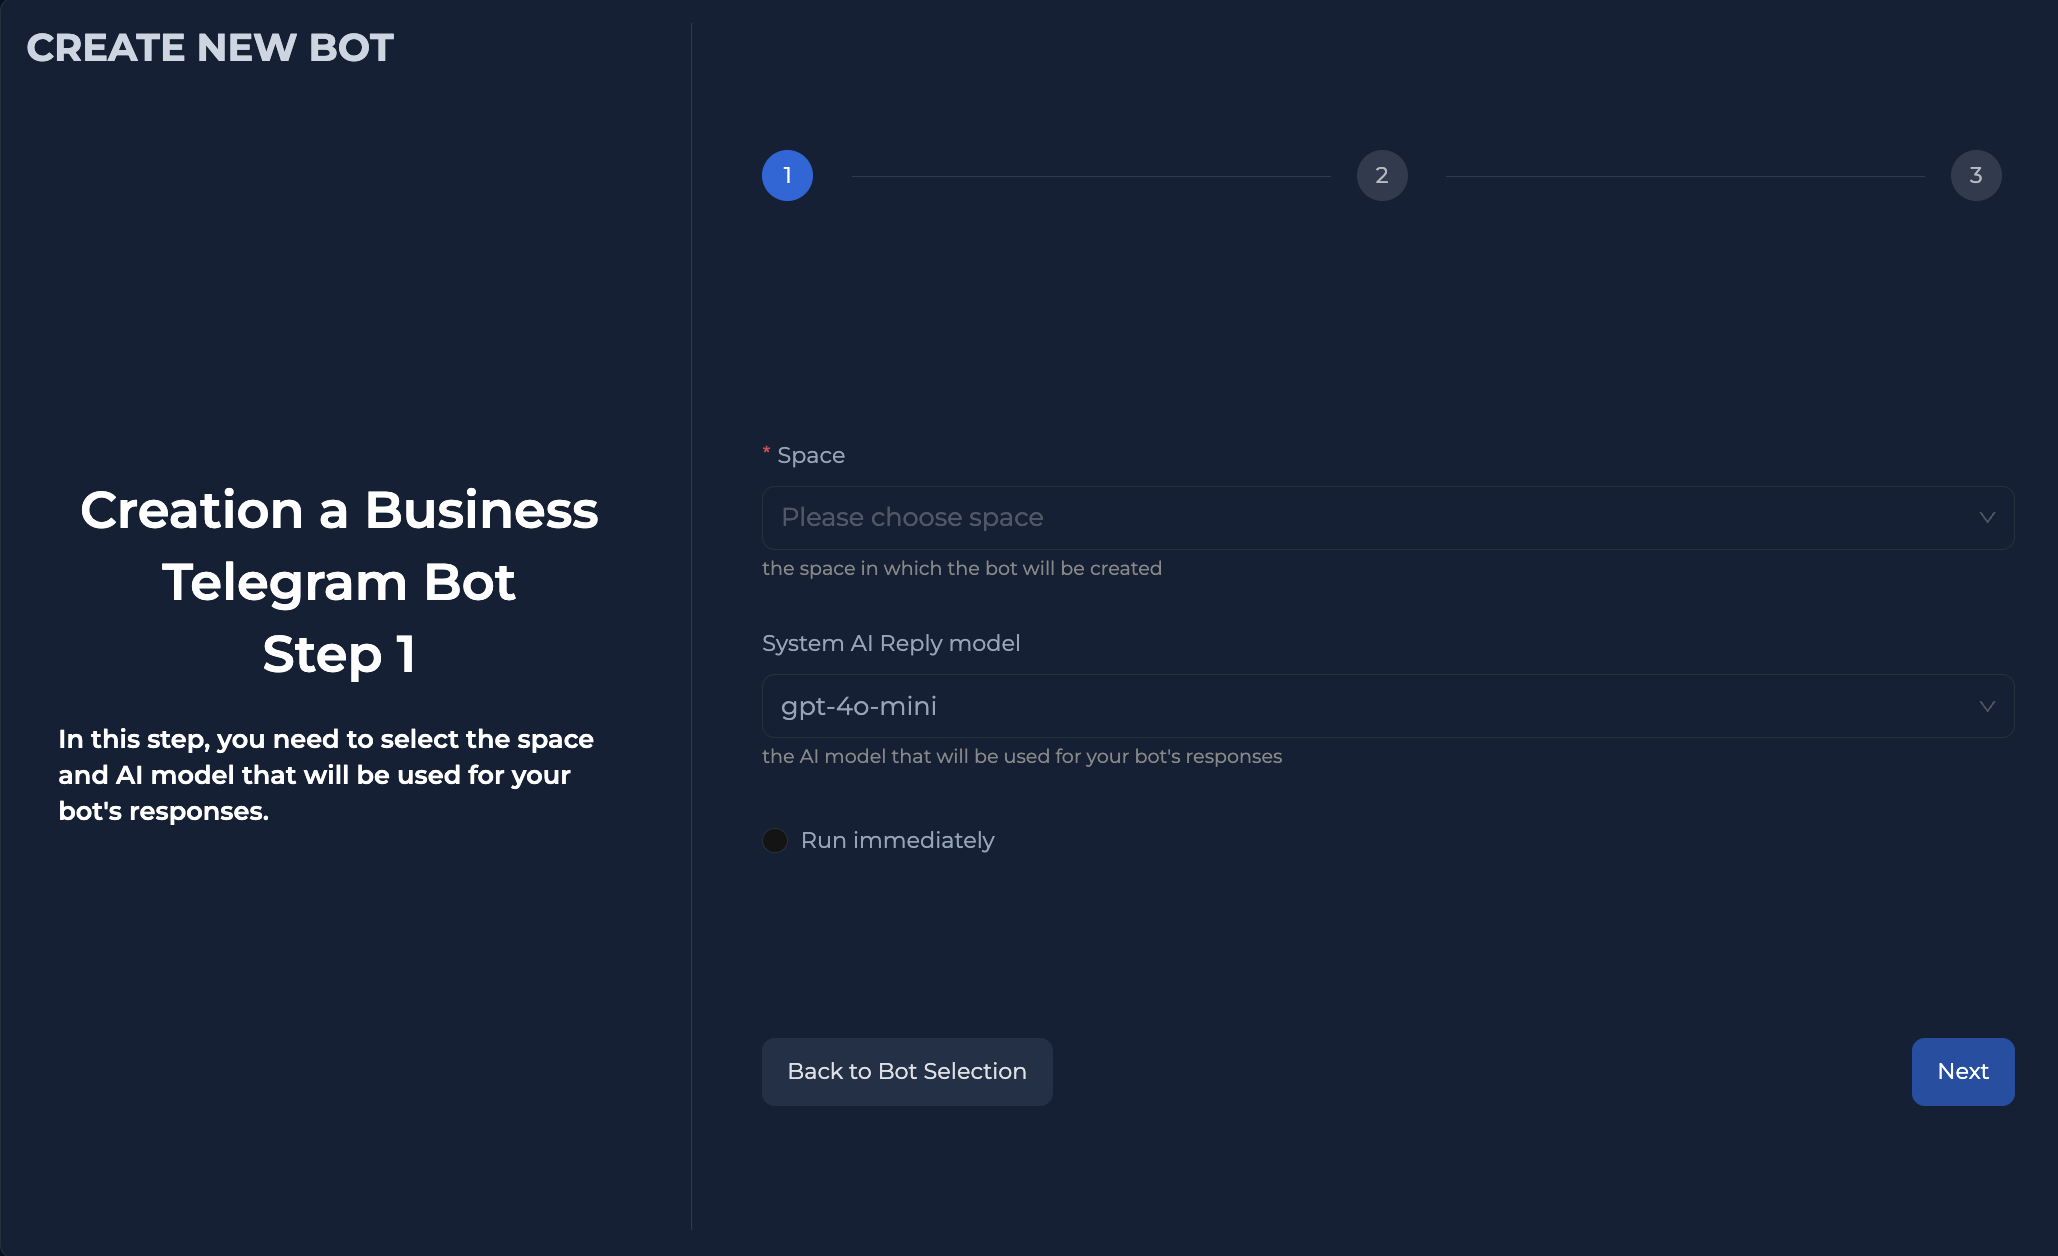 CREATE NEW BOT
Creation a Business
Telegram Bot
Step 1
In this step, you need to select the space
and AI model that will be used for your
bot's responses.
1
2
3
* Space
Please choose space
the space in which the bot will be created
System AI Reply model
gpt-4o-mini
the AI model that will be used for your bot's responses
Run immediately
Back to Bot Selection
Next